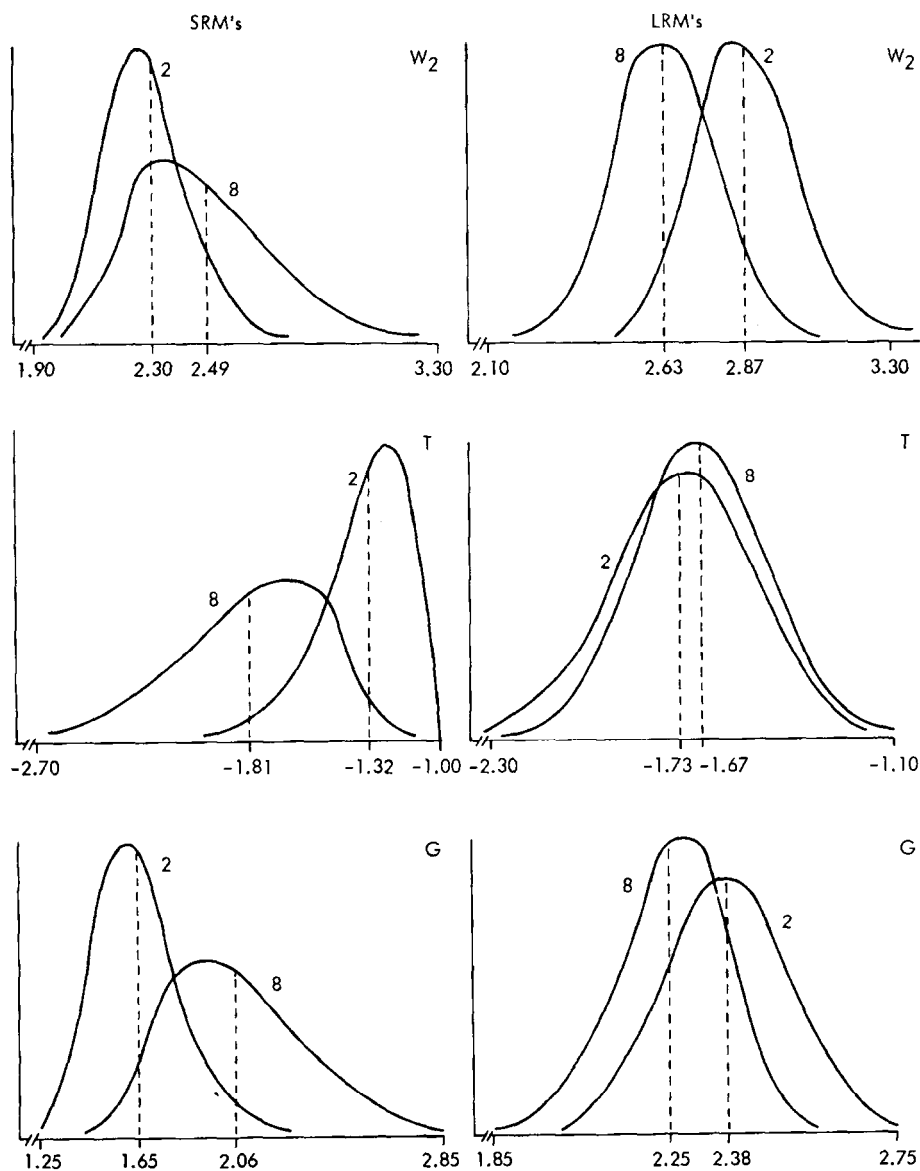 SRM's LRM's
W2 W2
2 8
8 2
1.90 2.30 2.49 3.30
2.10 2.63 2.87 3.30
T T
2 8
8 2
-2.70 -1.81 -1.32 -1.00
-2.30 -1.73 -1.67 -1.10
G G
2 8
8 2
1.25 1.65 2.06 2.85
1.85 2.25 2.38 2.75